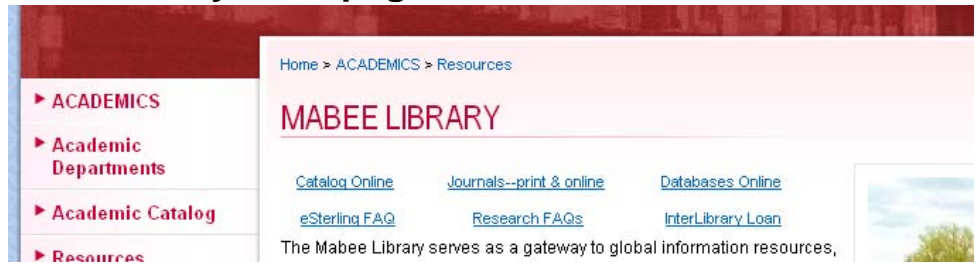 Home > ACADEMICS > Resources
ACADEMICS
Academic
Departments
Academic Catalog
Resources
MABEE LIBRARY
Catalog Online Journals--print & online Databases Online
eSterling FAQ Research FAQs InterLibrary Loan
The Mabee Library serves as a gateway to global information resources,